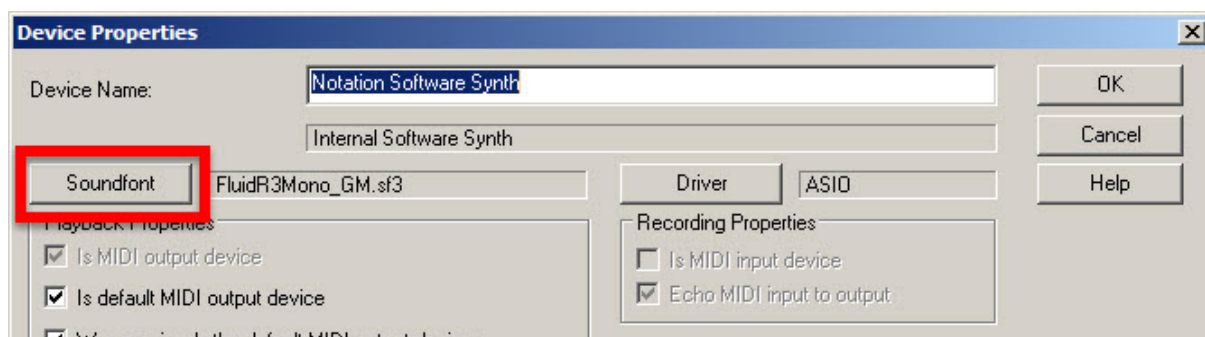 Device Properties
Device Name:
Notation Software Synth
OK
Internal Software Synth
Cancel
Soundfont
FluidR3Mono_GM.sf3
Driver
ASIO
Help
Playback Properties
Recording Properties
Is MIDI output device
Is MIDI input device
Is default MIDI output device
Echo MIDI input to output